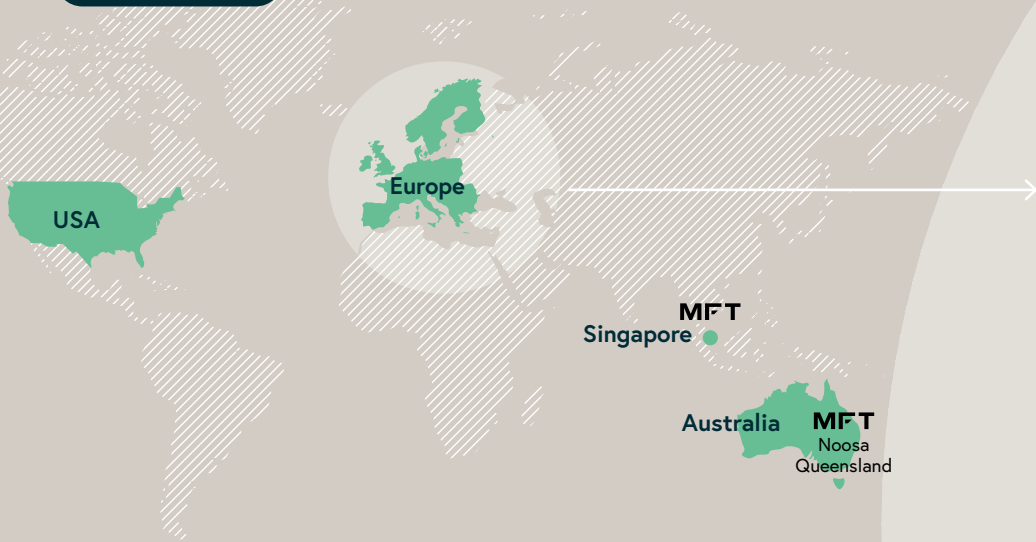 Europe
USA
MFT
Singapore
Australia
MFT
Noosa
Queensland